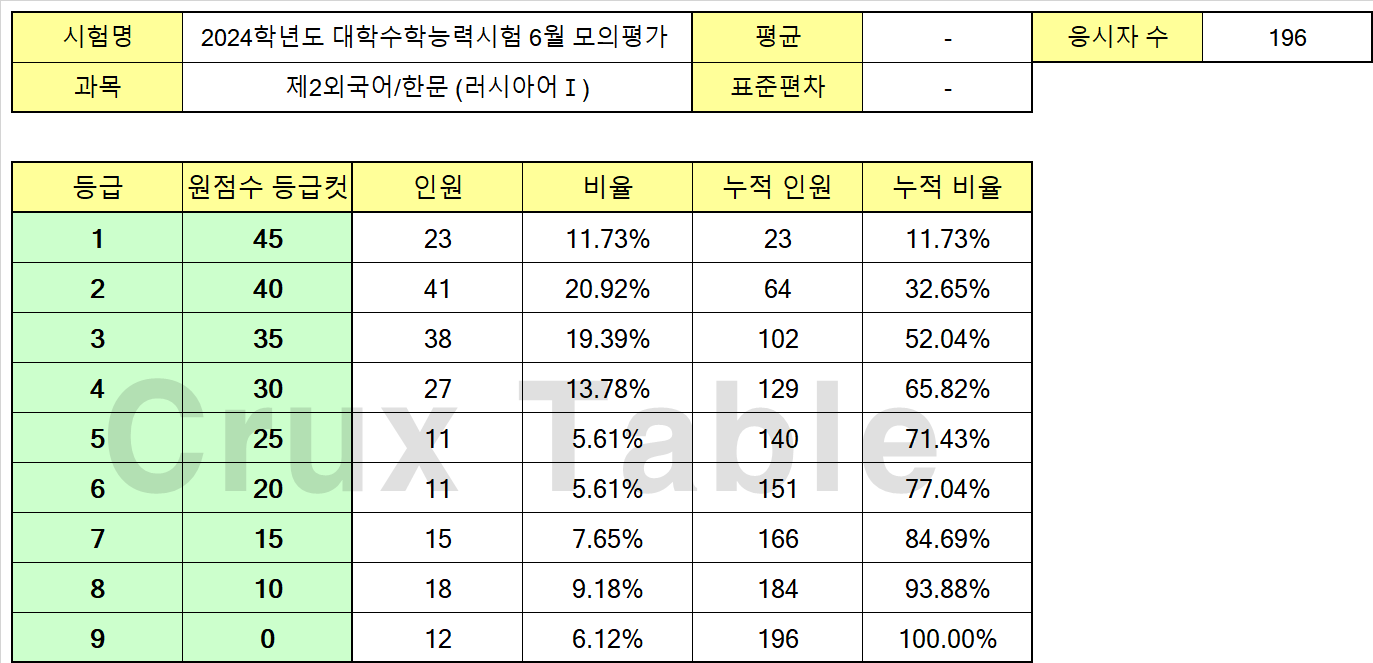 시험명 2024학년도 대학수학능력시험 6월 모의평가 평균 - 응시자 수 196
과목 제2외국어/한문 (러시아어Ⅰ) 표준편차 -
등급 원점수 등급컷 인원 비율 누적 인원 누적 비율
1 45 23 11.73% 23 11.73%
2 40 41 20.92% 64 32.65%
3 35 38 19.39% 102 52.04%
4 30 27 13.78% 129 65.82%
5 25 11 5.61% 140 71.43%
6 20 11 5.61% 151 77.04%
7 15 15 7.65% 166 84.69%
8 10 18 9.18% 184 93.88%
9 0 12 6.12% 196 100.00%
Crux Table